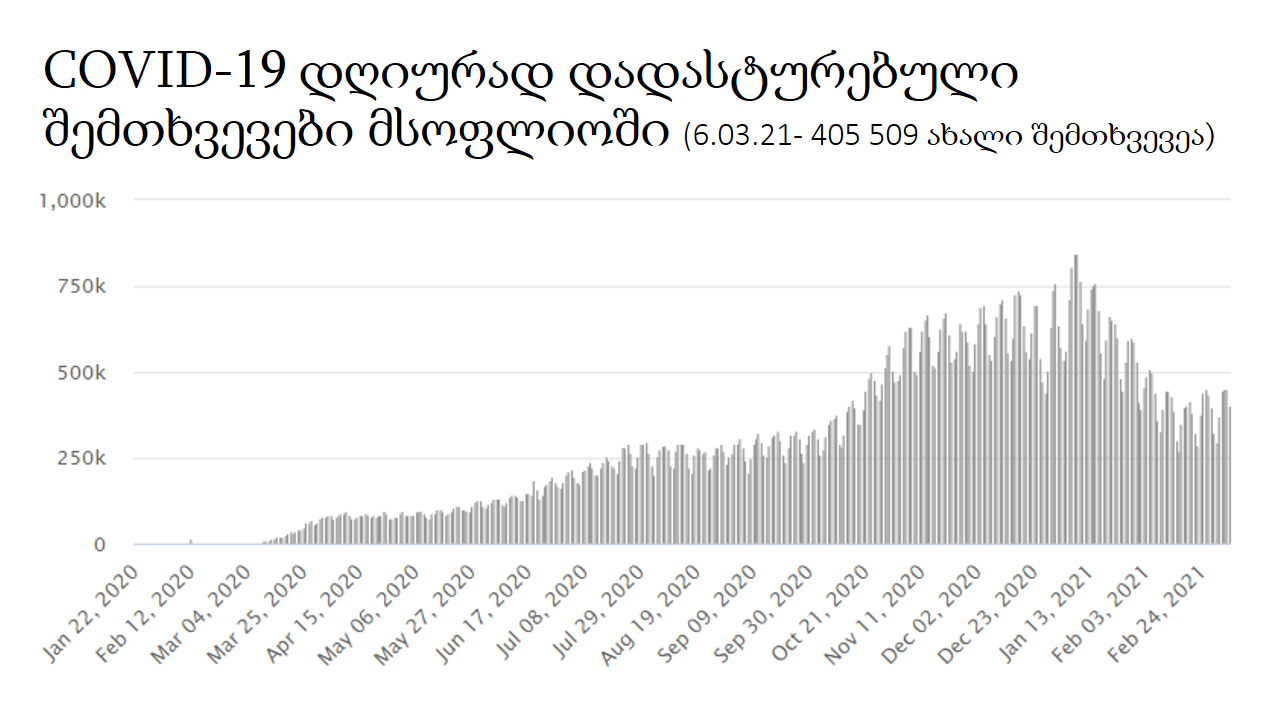 COVID-19 დღიურად დადასტურებული
შემთხვევები მსოფლიოში (6.03.21- 405 509 ახალი შემთხვევეა)
1,000k
750k
500k
250k
0
Jan 22, 2020
Feb 12, 2020
Mar 04, 2020
Mar 25, 2020
Apr 15, 2020
May 06, 2020
May 27, 2020
Jun 17, 2020
Jul 08, 2020
Jul 29, 2020
Aug 19, 2020
Sep 09, 2020
Sep 30, 2020
Oct 21, 2020
Nov 11, 2020
Dec 02, 2020
Dec 23, 2020
Jan 13, 2021
Feb 03, 2021
Feb 24, 2021